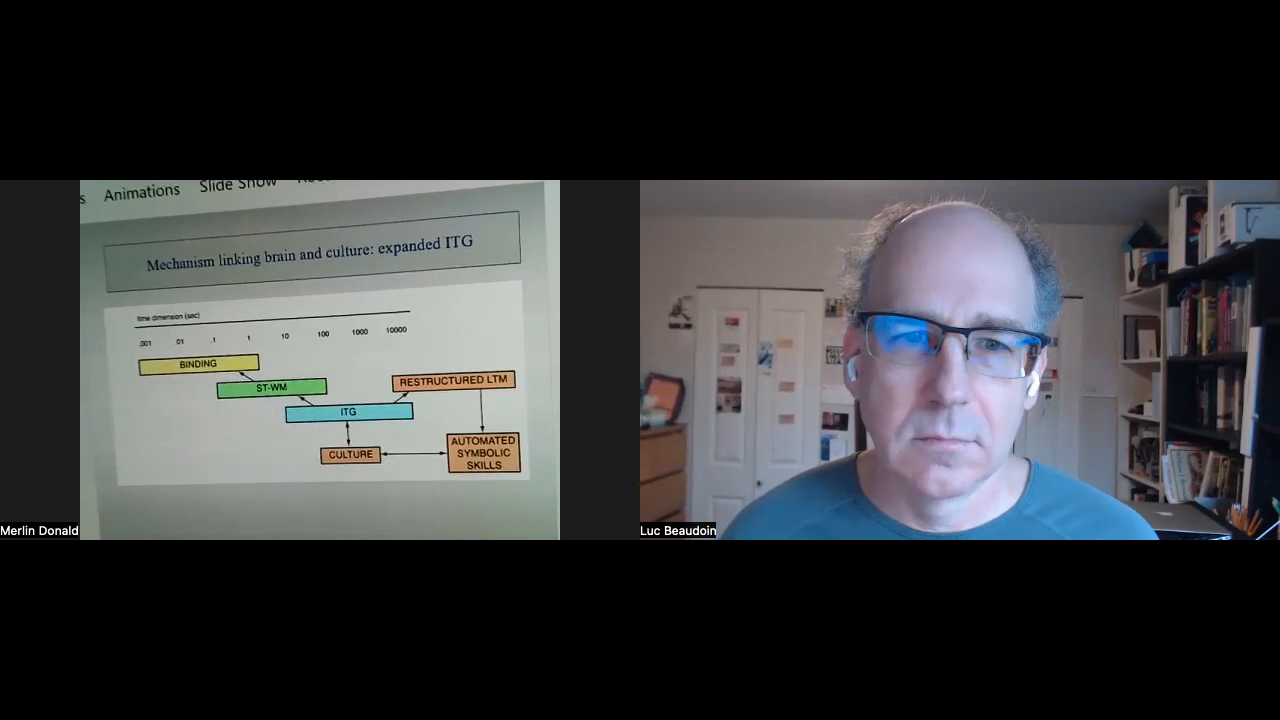 Animations
Slide Show
Mechanism linking brain and culture: expanded ITG
time dimension (sec)
.001 .01 .1 1 10 100 1000 10000
BINDING
ST-WM
RESTRUCTURED LTM
ITG
CULTURE
AUTOMATED
SYMBOLIC
SKILLS
Merlin Donald
Luc Beaudoin